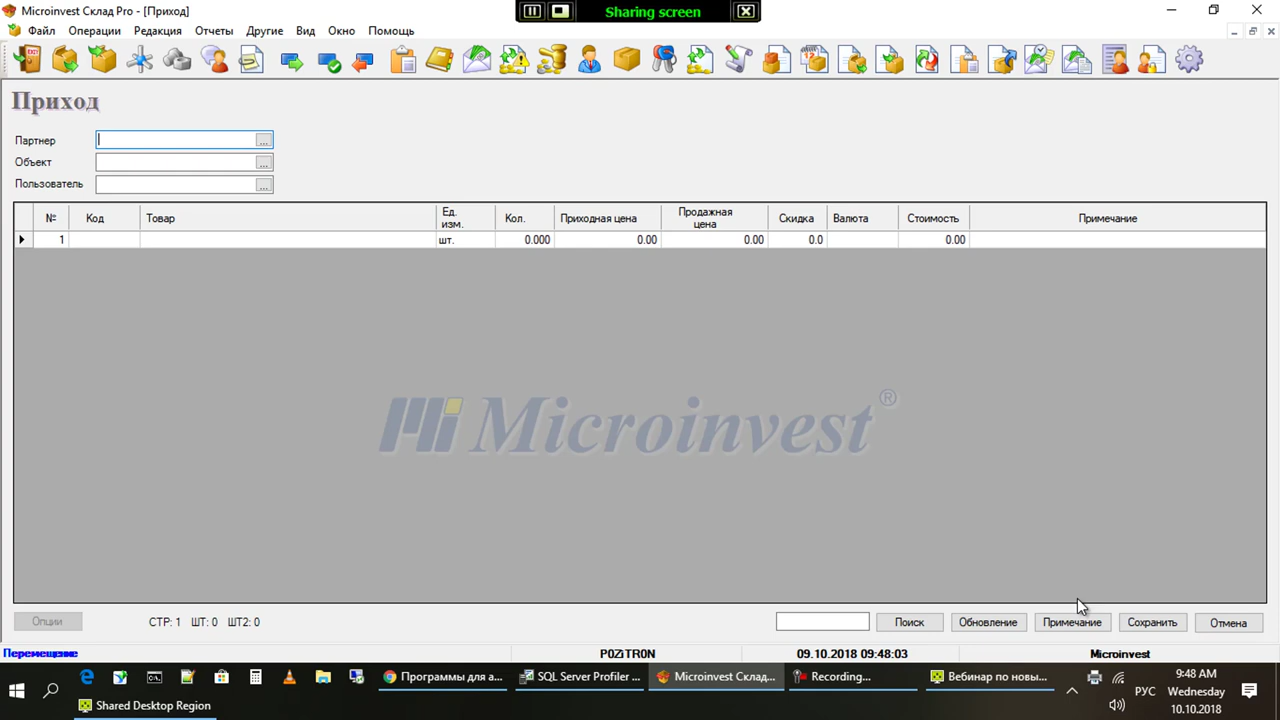 Microinvest Склад Pro - [Приход]
Sharing screen
Файл Операции Редакция Отчеты Другие Вид Окно Помощь
Приход
Партнер ...
Объект ...
Пользователь ...
№ Код Товар Ед. изм. Кол. Приходная цена Продажная цена Скидка Валюта Стоимость Примечание
1 шт. 0.000 0.00 0.00 0.0 0.00
Microinvest®
Опции СТР: 1 ШТ: 0 ШТ2: 0 Поиск Обновление Примечание Сохранить Отмена
Перемещение P0ZiTR0N 09.10.2018 09:48:03 Microinvest
Программы для а... SQL Server Profiler ... Microinvest Склад... Recording... Вебинар по новы... РУС 9:48 AM
Wednesday
Shared Desktop Region 10.10.2018